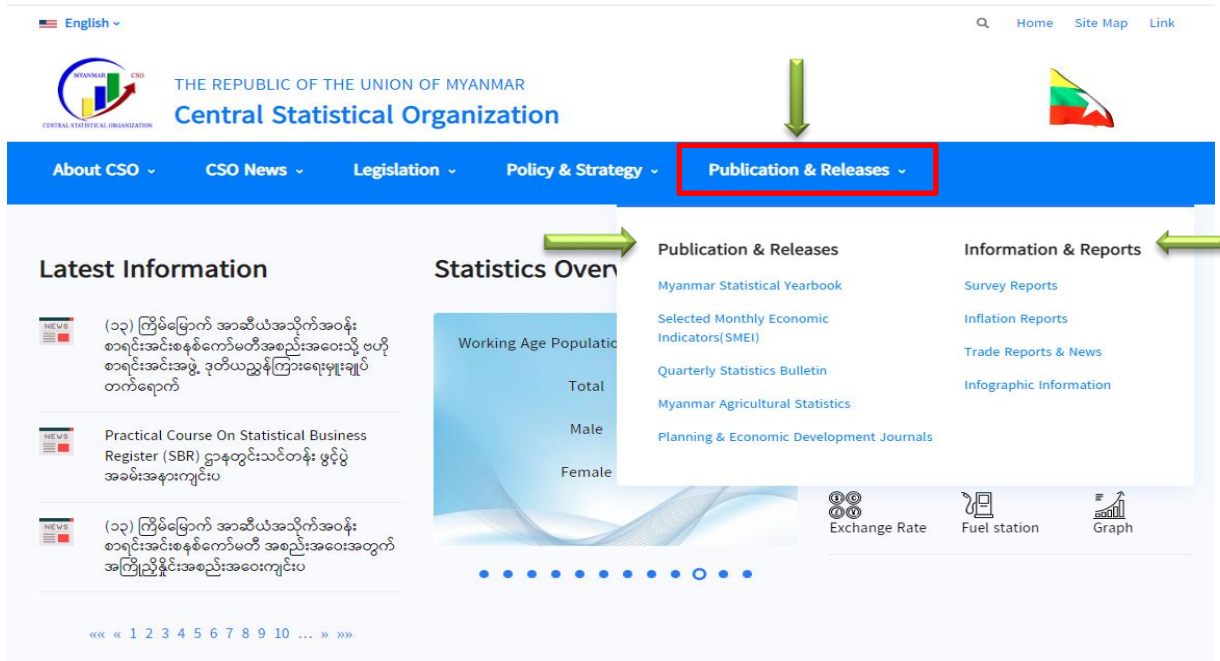 English
Home Site Map Link
MYANMAR CSO
CENTRAL STATISTICAL ORGANIZATION
THE REPUBLIC OF THE UNION OF MYANMAR
Central Statistical Organization
About CSO CSO News Legislation Policy & Strategy Publication & Releases
Latest Information
(၁၃) ကြိမ်မြောက် အာဆီယံအသိုက်အဝန်း
စာရင်းအင်းစနစ်ကော်မတီအစည်းအဝေးသို့ ဗဟို
စာရင်းအင်းအဖွဲ့ ဒုတိယညွှန်ကြားရေးမှူးချုပ်
တက်ရောက်
Practical Course On Statistical Business
Register (SBR) ဌာနတွင်းသင်တန်း ဖွင့်ပွဲ
အခမ်းအနားကျင်းပ
(၁၃) ကြိမ်မြောက် အာဆီယံအသိုက်အဝန်း
စာရင်းအင်းစနစ်ကော်မတီ အစည်းအဝေးအတွက်
အကြိုညှိနှိုင်းအစည်းအဝေးကျင်းပ
«« « 1 2 3 4 5 6 7 8 9 10 ... » »»
Statistics Overv
Working Age Populatio
Total
Male
Female
Publication & Releases
Myanmar Statistical Yearbook
Selected Monthly Economic
Indicators(SMEI)
Quarterly Statistics Bulletin
Myanmar Agricultural Statistics
Planning & Economic Development Journals
Information & Reports
Survey Reports
Inflation Reports
Trade Reports & News
Infographic Information
Exchange Rate Fuel station Graph